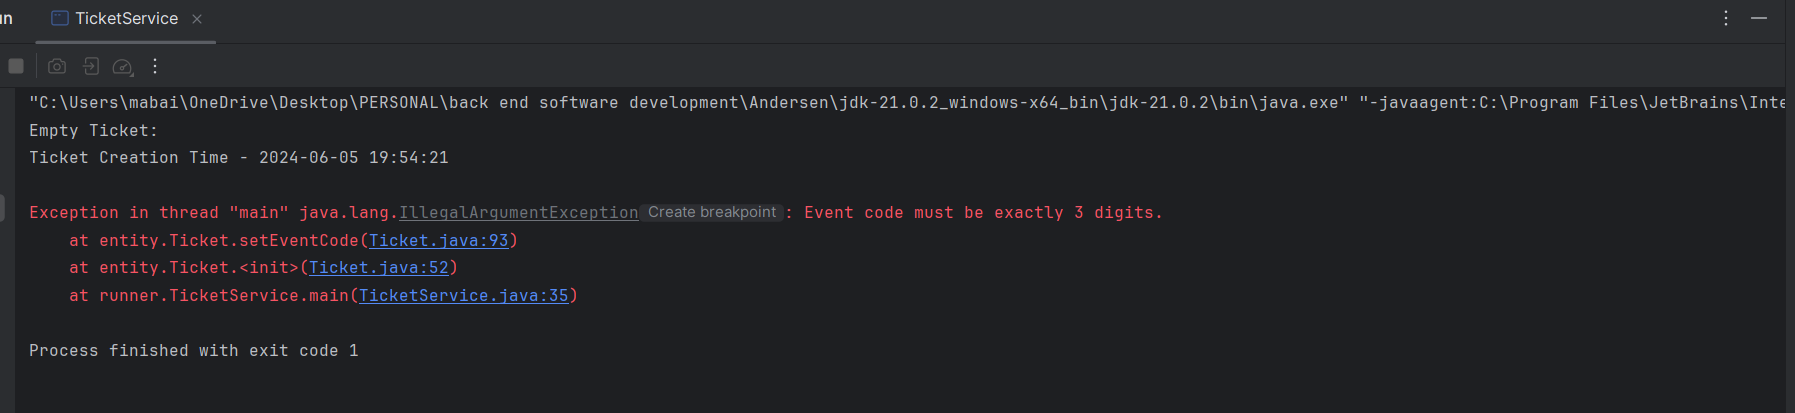 TicketService
"C:\Users\mabai\OneDrive\Desktop\PERSONAL\back end software development\Andersen\jdk-21.0.2_windows-x64_bin\jdk-21.0.2\bin\java.exe" "-javaagent:C:\Program Files\JetBrains\Inte
Empty Ticket:
Ticket Creation Time - 2024-06-05 19:54:21
Exception in thread "main" java.lang.IllegalArgumentException Create breakpoint : Event code must be exactly 3 digits.
at entity.Ticket.setEventCode(Ticket.java:93)
at entity.Ticket.<init>(Ticket.java:52)
at runner.TicketService.main(TicketService.java:35)
Process finished with exit code 1